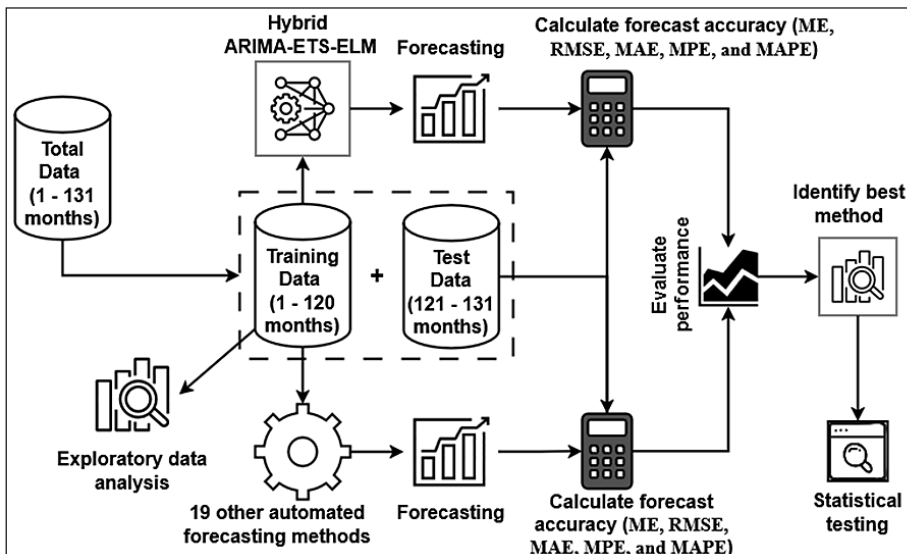 Hybrid
ARIMA-ETS-ELM
Forecasting
Calculate forecast accuracy (ME,
RMSE, MAE, MPE, and MAPE)
Total
Data
(1 - 131
months)
Training
Data
(1 - 120
months)
+
Test
Data
(121 - 131
months)
Evaluate
performance
Identify best
method
Exploratory data
analysis
19 other automated
forecasting methods
Forecasting
Calculate forecast
accuracy (ME, RMSE,
MAE, MPE, and MAPE)
Statistical
testing